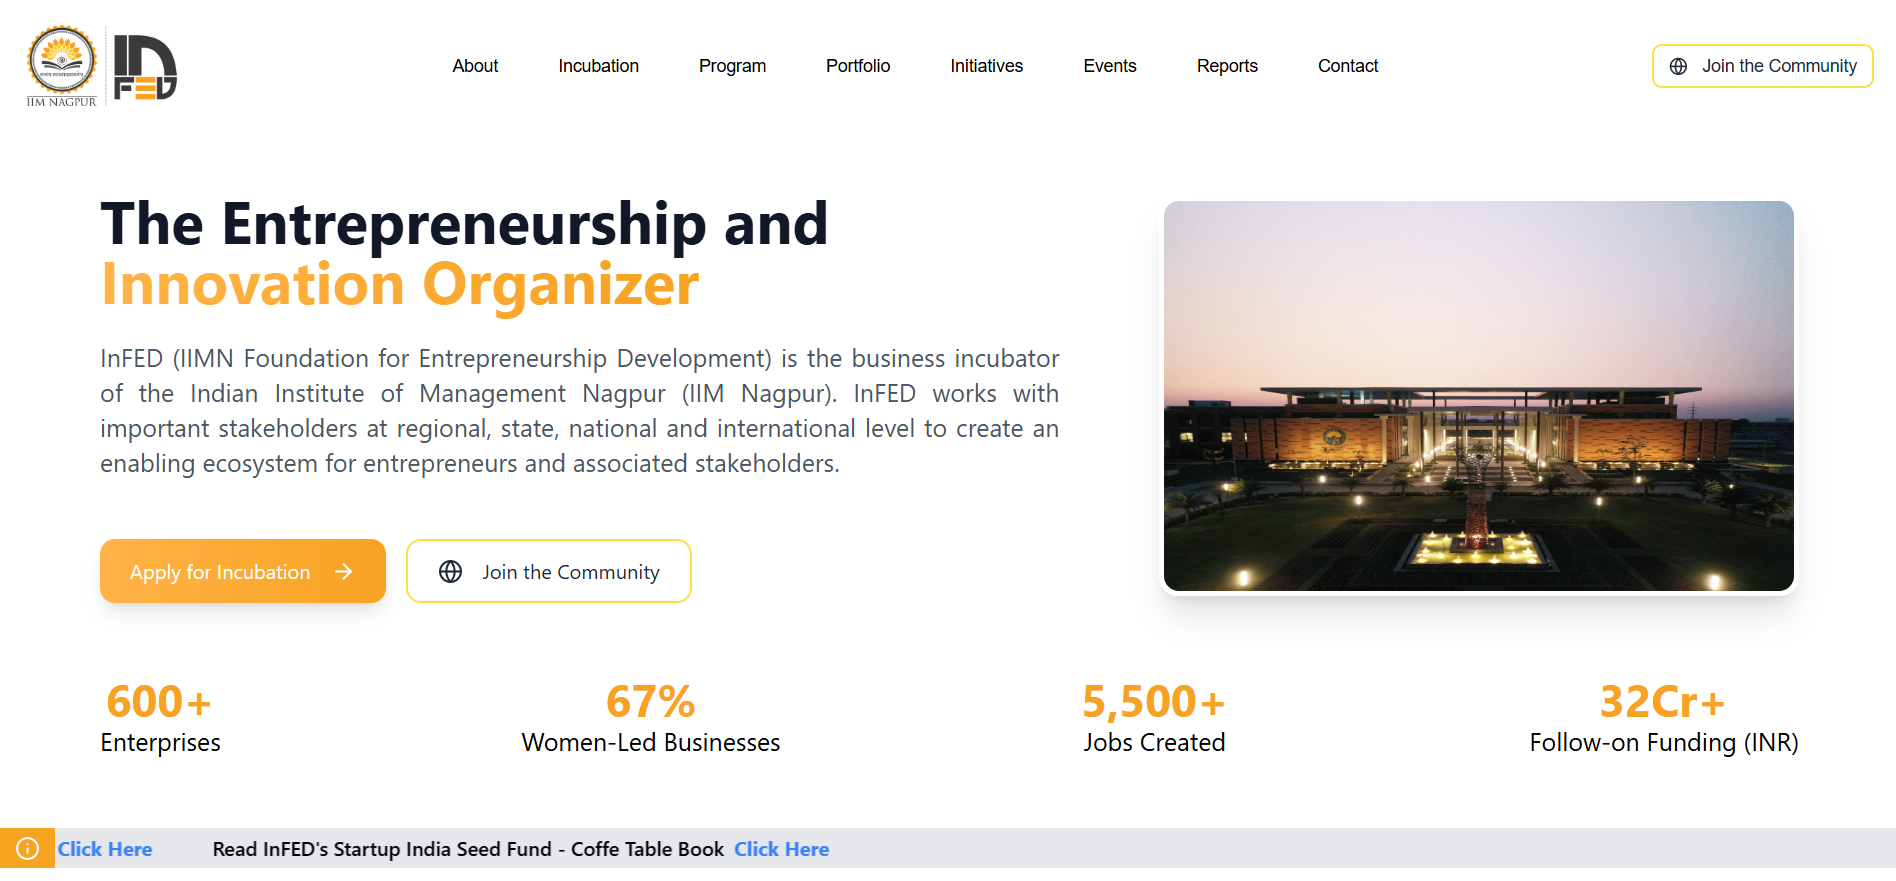 IIM NAGPUR
IN
FED
About
Incubation
Program
Portfolio
Initiatives
Events
Reports
Contact
Join the Community
The Entrepreneurship and
Innovation Organizer
InFED (IIMN Foundation for Entrepreneurship Development) is the business incubator
of the Indian Institute of Management Nagpur (IIM Nagpur). InFED works with
important stakeholders at regional, state, national and international level to create an
enabling ecosystem for entrepreneurs and associated stakeholders.
Apply for Incubation
Join the Community
600+
Enterprises
67%
Women-Led Businesses
5,500+
Jobs Created
32Cr+
Follow-on Funding (INR)
Click Here Read InFED's Startup India Seed Fund - Coffe Table Book Click Here